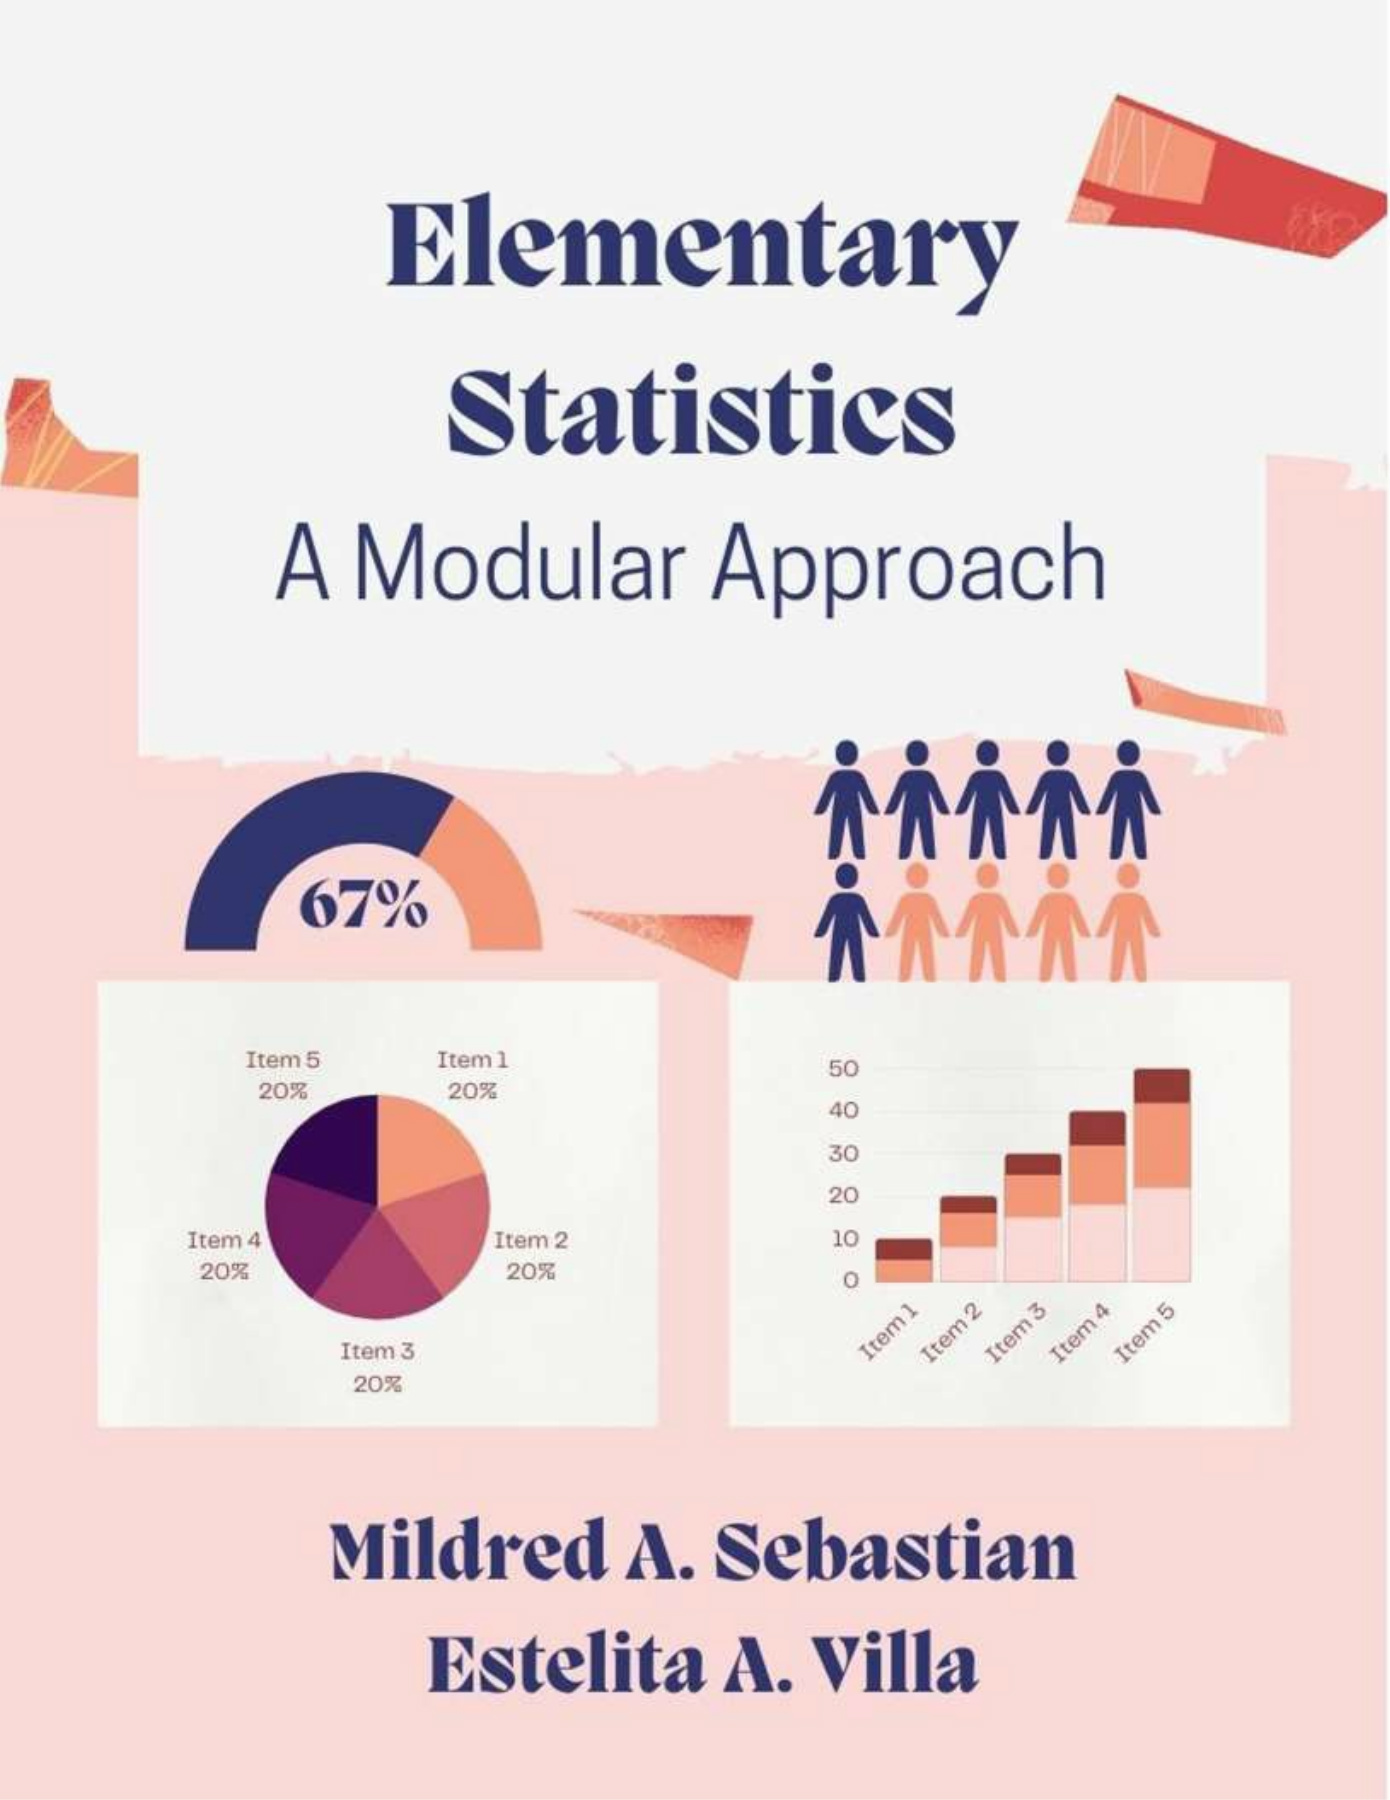 Elementary
Statistics
A Modular Approach
67%
Item 5
20%
Item 1
20%
Item 4
20%
Item 2
20%
Item 3
20%
50
40
30
20
10
0
Item 1
Item 2
Item 3
Item 4
Item 5
Mildred A. Sebastian
Estelita A. Villa